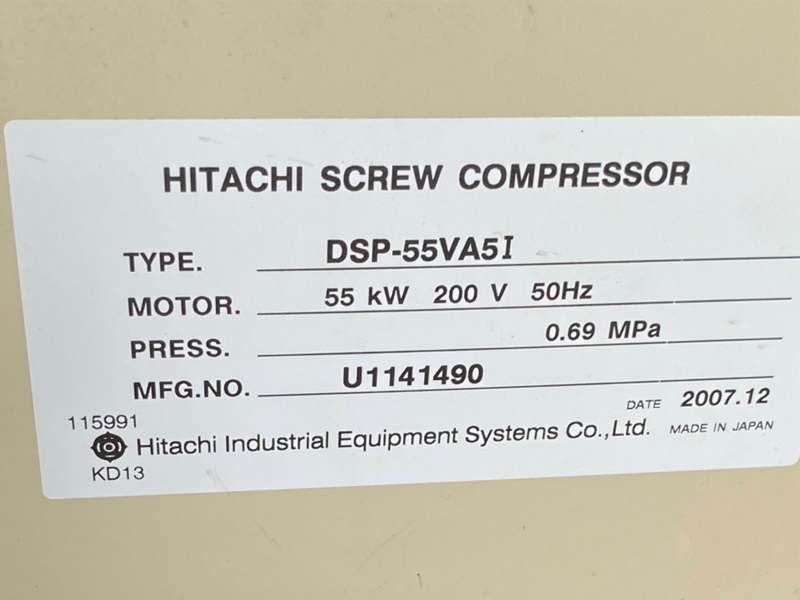 HITACHI SCREW COMPRESSOR
TYPE. DSP-55VA5I
MOTOR. 55 kW 200 V 50Hz
PRESS. 0.69 MPa
MFG.NO. U1141490
DATE 2007.12
115991
Hitachi Industrial Equipment Systems Co.,Ltd. MADE IN JAPAN
KD13